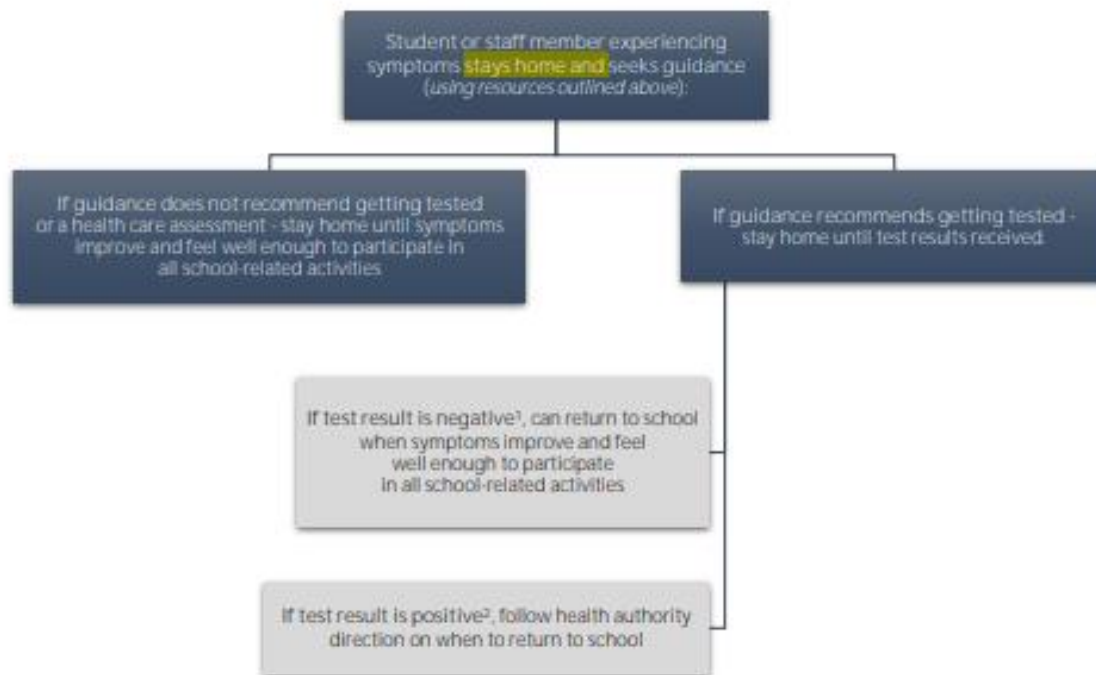 Student or staff member experiencing
symptoms stays home and seeks guidance
(using resources outlined above):
If guidance does not recommend getting tested
or a health care assessment - stay home until symptoms
improve and feel well enough to participate in
all school-related activities
If guidance recommends getting tested -
stay home until test results received.
If test result is negative¹, can return to school
when symptoms improve and feel
well enough to participate
in all school-related activities
If test result is positive², follow health authority
direction on when to return to school